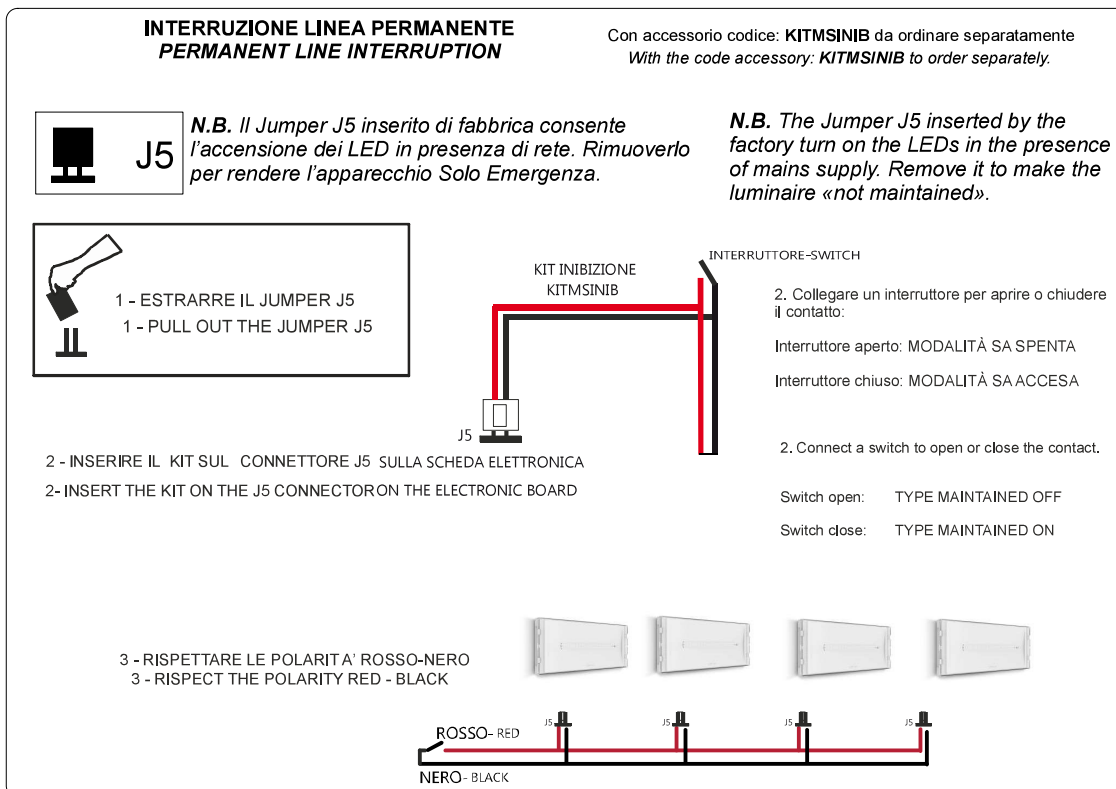 INTERRUZIONE LINEA PERMANENTE
PERMANENT LINE INTERRUPTION
Con accessorio codice: KITMSINIB da ordinare separatamente
With the code accessory: KITMSINIB to order separately.
J5
N.B. Il Jumper J5 inserito di fabbrica consente
l'accensione dei LED in presenza di rete. Rimuoverlo
per rendere l'apparecchio Solo Emergenza.
N.B. The Jumper J5 inserted by the
factory turn on the LEDs in the presence
of mains supply. Remove it to make the
luminaire «not maintained».
1 - ESTRARRE IL JUMPER J5
1 - PULL OUT THE JUMPER J5
KIT INIBIZIONE
KITMSINIB
INTERRUTTORE-SWITCH
J5
2 - INSERIRE IL KIT SUL CONNETTORE J5 SULLA SCHEDA ELETTRONICA
2- INSERT THE KIT ON THE J5 CONNECTOR ON THE ELECTRONIC BOARD
2. Collegare un interruttore per aprire o chiudere
il contatto:
Interruttore aperto: MODALITÀ SA SPENTA
Interruttore chiuso: MODALITÀ SA ACCESA
2. Connect a switch to open or close the contact.
Switch open: TYPE MAINTAINED OFF
Switch close: TYPE MAINTAINED ON
3 - RISPETTARE LE POLARIT A' ROSSO-NERO
3 - RISPECT THE POLARITY RED - BLACK
J5 J5 J5 J5
ROSSO- RED
NERO- BLACK